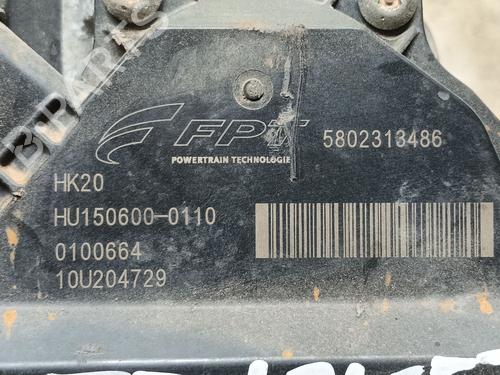 FPT 5802313486
POWERTRAIN TECHNOLOGIE
HK20
HU150600-0110
0100664
10U204729